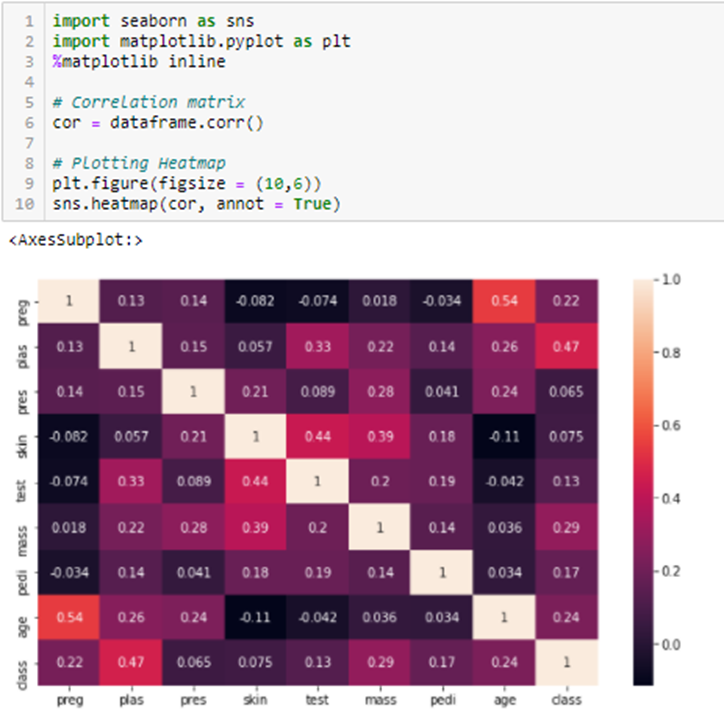 1 import seaborn as sns
2 import matplotlib.pyplot as plt
3 %matplotlib inline
4
5 # Correlation matrix
6 cor = dataframe.corr()
7
8 # Plotting Heatmap
9 plt.figure(figsize = (10,6))
10 sns.heatmap(cor, annot = True)
<AxesSubplot:>
1.0
preg 1 0.13 0.14 -0.082 -0.074 0.018 -0.034 0.54 0.22
0.8
plas 0.13 1 0.15 0.057 0.33 0.22 0.14 0.26 0.47
pres 0.14 0.15 1 0.21 0.089 0.28 0.041 0.24 0.065
0.6
skin -0.082 0.057 0.21 1 0.44 0.39 0.18 -0.11 0.075
test -0.074 0.33 0.089 0.44 1 0.2 0.19 -0.042 0.13
0.4
mass 0.018 0.22 0.28 0.39 0.2 1 0.14 0.036 0.29
0.2
pedi -0.034 0.14 0.041 0.18 0.19 0.14 1 0.034 0.17
age 0.54 0.26 0.24 -0.11 -0.042 0.036 0.034 1 0.24
0.0
class 0.22 0.47 0.065 0.075 0.13 0.29 0.17 0.24 1
preg plas pres skin test mass pedi age class